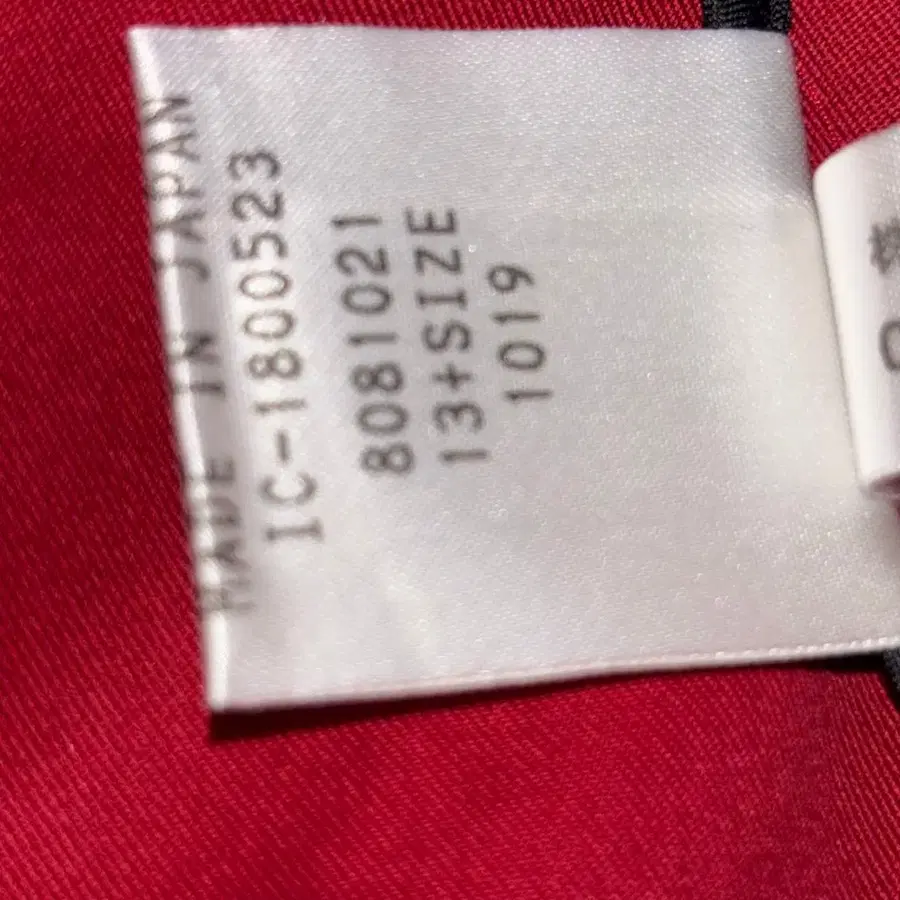 MADE IN JAPAN
IC-1800523
8081021
13+SIZE
1019